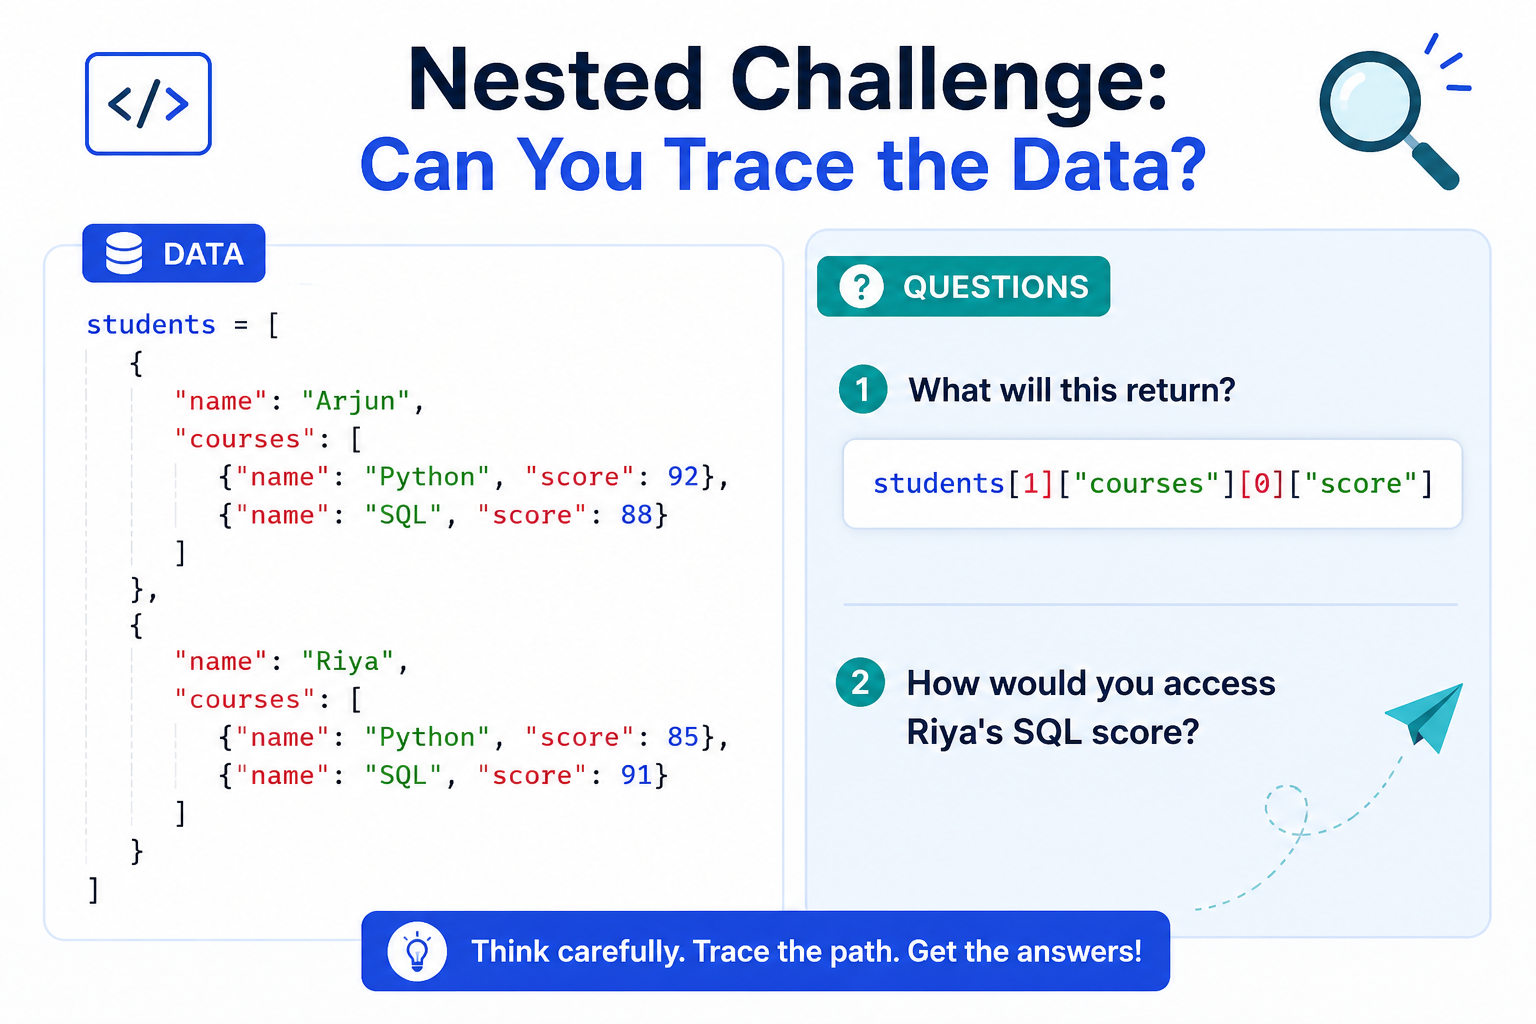 </>
Nested Challenge:
Can You Trace the Data?
DATA
students = [
{
"name": "Arjun",
"courses": [
{"name": "Python", "score": 92},
{"name": "SQL", "score": 88}
]
},
{
"name": "Riya",
"courses": [
{"name": "Python", "score": 85},
{"name": "SQL", "score": 91}
]
}
]
? QUESTIONS
1 What will this return?
students[1]["courses"][0]["score"]
2 How would you access
Riya's SQL score?
Think carefully. Trace the path. Get the answers!